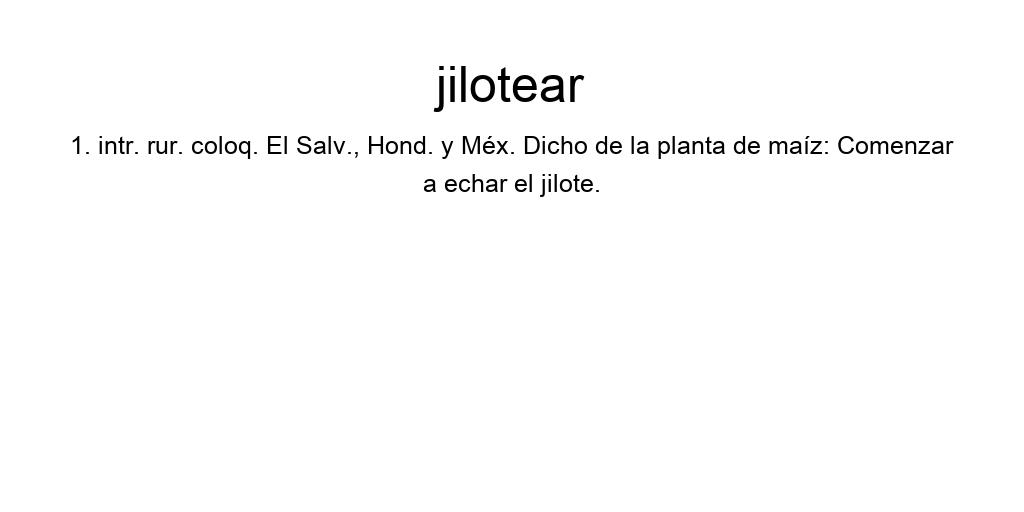 jilotear
1. intr. rur. coloq. El Salv., Hond. y Méx. Dicho de la planta de maíz: Comenzar
a echar el jilote.